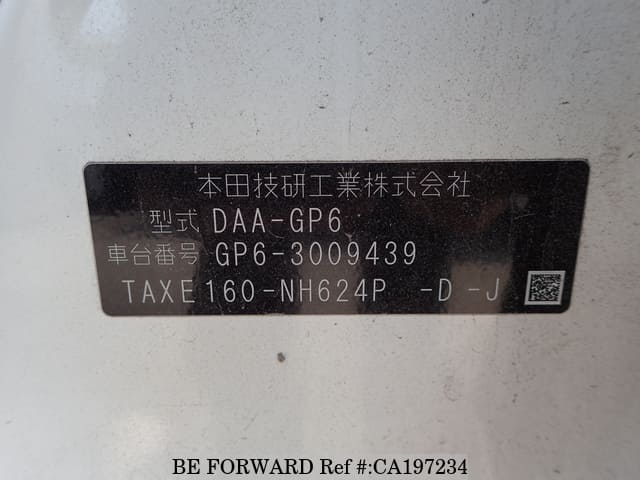 本田技研工業株式会社
型式 DAA-GP6
車台番号 GP6-3009439
TAXE160-NH624P -D -J
BE FORWARD Ref #:CA197234